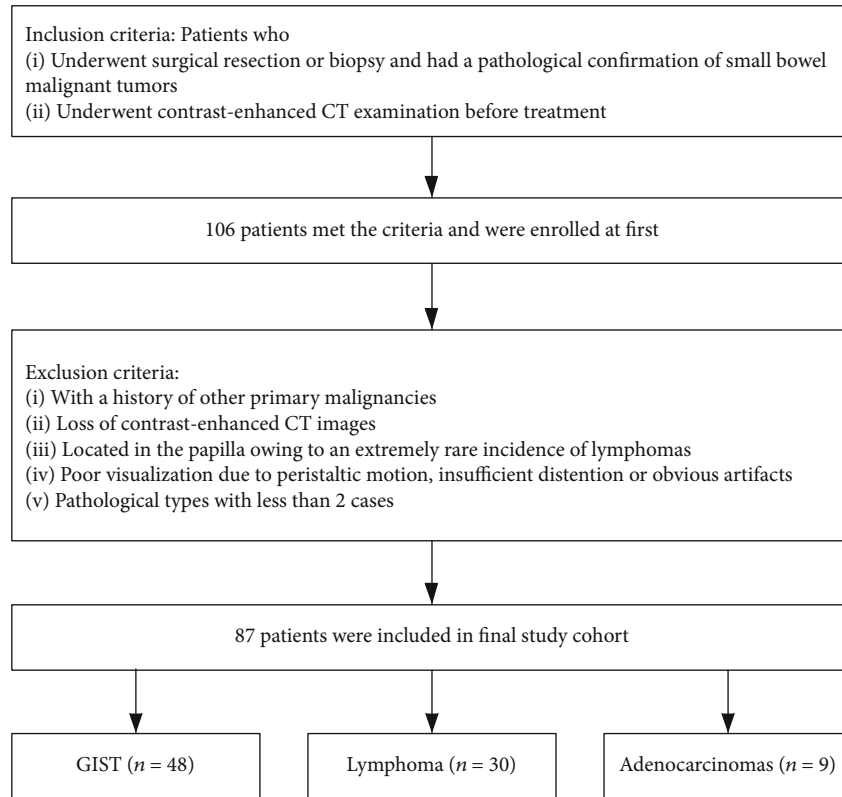 Inclusion criteria: Patients who
(i) Underwent surgical resection or biopsy and had a pathological confirmation of small bowel
malignant tumors
(ii) Underwent contrast-enhanced CT examination before treatment
106 patients met the criteria and were enrolled at first
Exclusion criteria:
(i) With a history of other primary malignancies
(ii) Loss of contrast-enhanced CT images
(iii) Located in the papilla owing to an extremely rare incidence of lymphomas
(iv) Poor visualization due to peristaltic motion, insufficient distention or obvious artifacts
(v) Pathological types with less than 2 cases
87 patients were included in final study cohort
GIST (n = 48)
Lymphoma (n = 30)
Adenocarcinomas (n = 9)